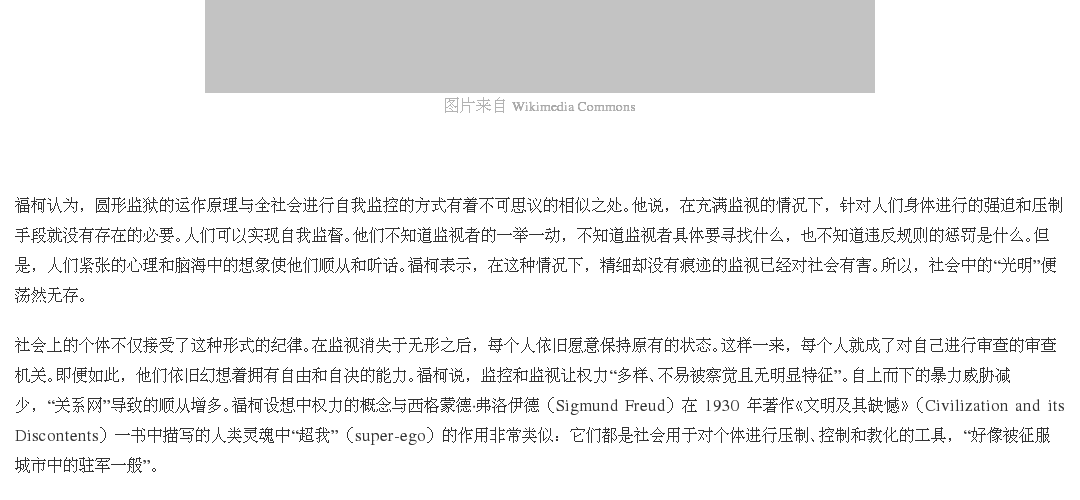 图片来自 Wikimedia Commons
福柯认为，圆形监狱的运作原理与全社会进行自我监控的方式有着不可思议的相似之处。他说，在充满监视的情况下，针对人们身体进行的强迫和压制
手段就没有存在的必要。人们可以实现自我监督。他们不知道监视者的一举一动，不知道监视者具体要寻找什么，也不知道违反规则的惩罚是什么。但
是，人们紧张的心理和脑海中的想象使他们顺从和听话。福柯表示，在这种情况下，精细却没有痕迹的监视已经对社会有害。所以，社会中的“光明”便
荡然无存。
社会上的个体不仅接受了这种形式的纪律。在监视消失于无形之后，每个人依旧愿意保持原有的状态。这样一来，每个人就成了对自己进行审查的审查
机关。即便如此，他们依旧幻想着拥有自由和自决的能力。福柯说，监控和监视让权力“多样、不易被察觉且无明显特征”。自上而下的暴力威胁减
少，“关系网”导致的顺从增多。福柯设想中权力的概念与西格蒙德·弗洛伊德（Sigmund Freud）在 1930 年著作《文明及其缺憾》（Civilization and its
Discontents）一书中描写的人类灵魂中“超我”（super-ego）的作用非常类似：它们都是社会用于对个体进行压制、控制和教化的工具，“好像被征服
城市中的驻军一般”。